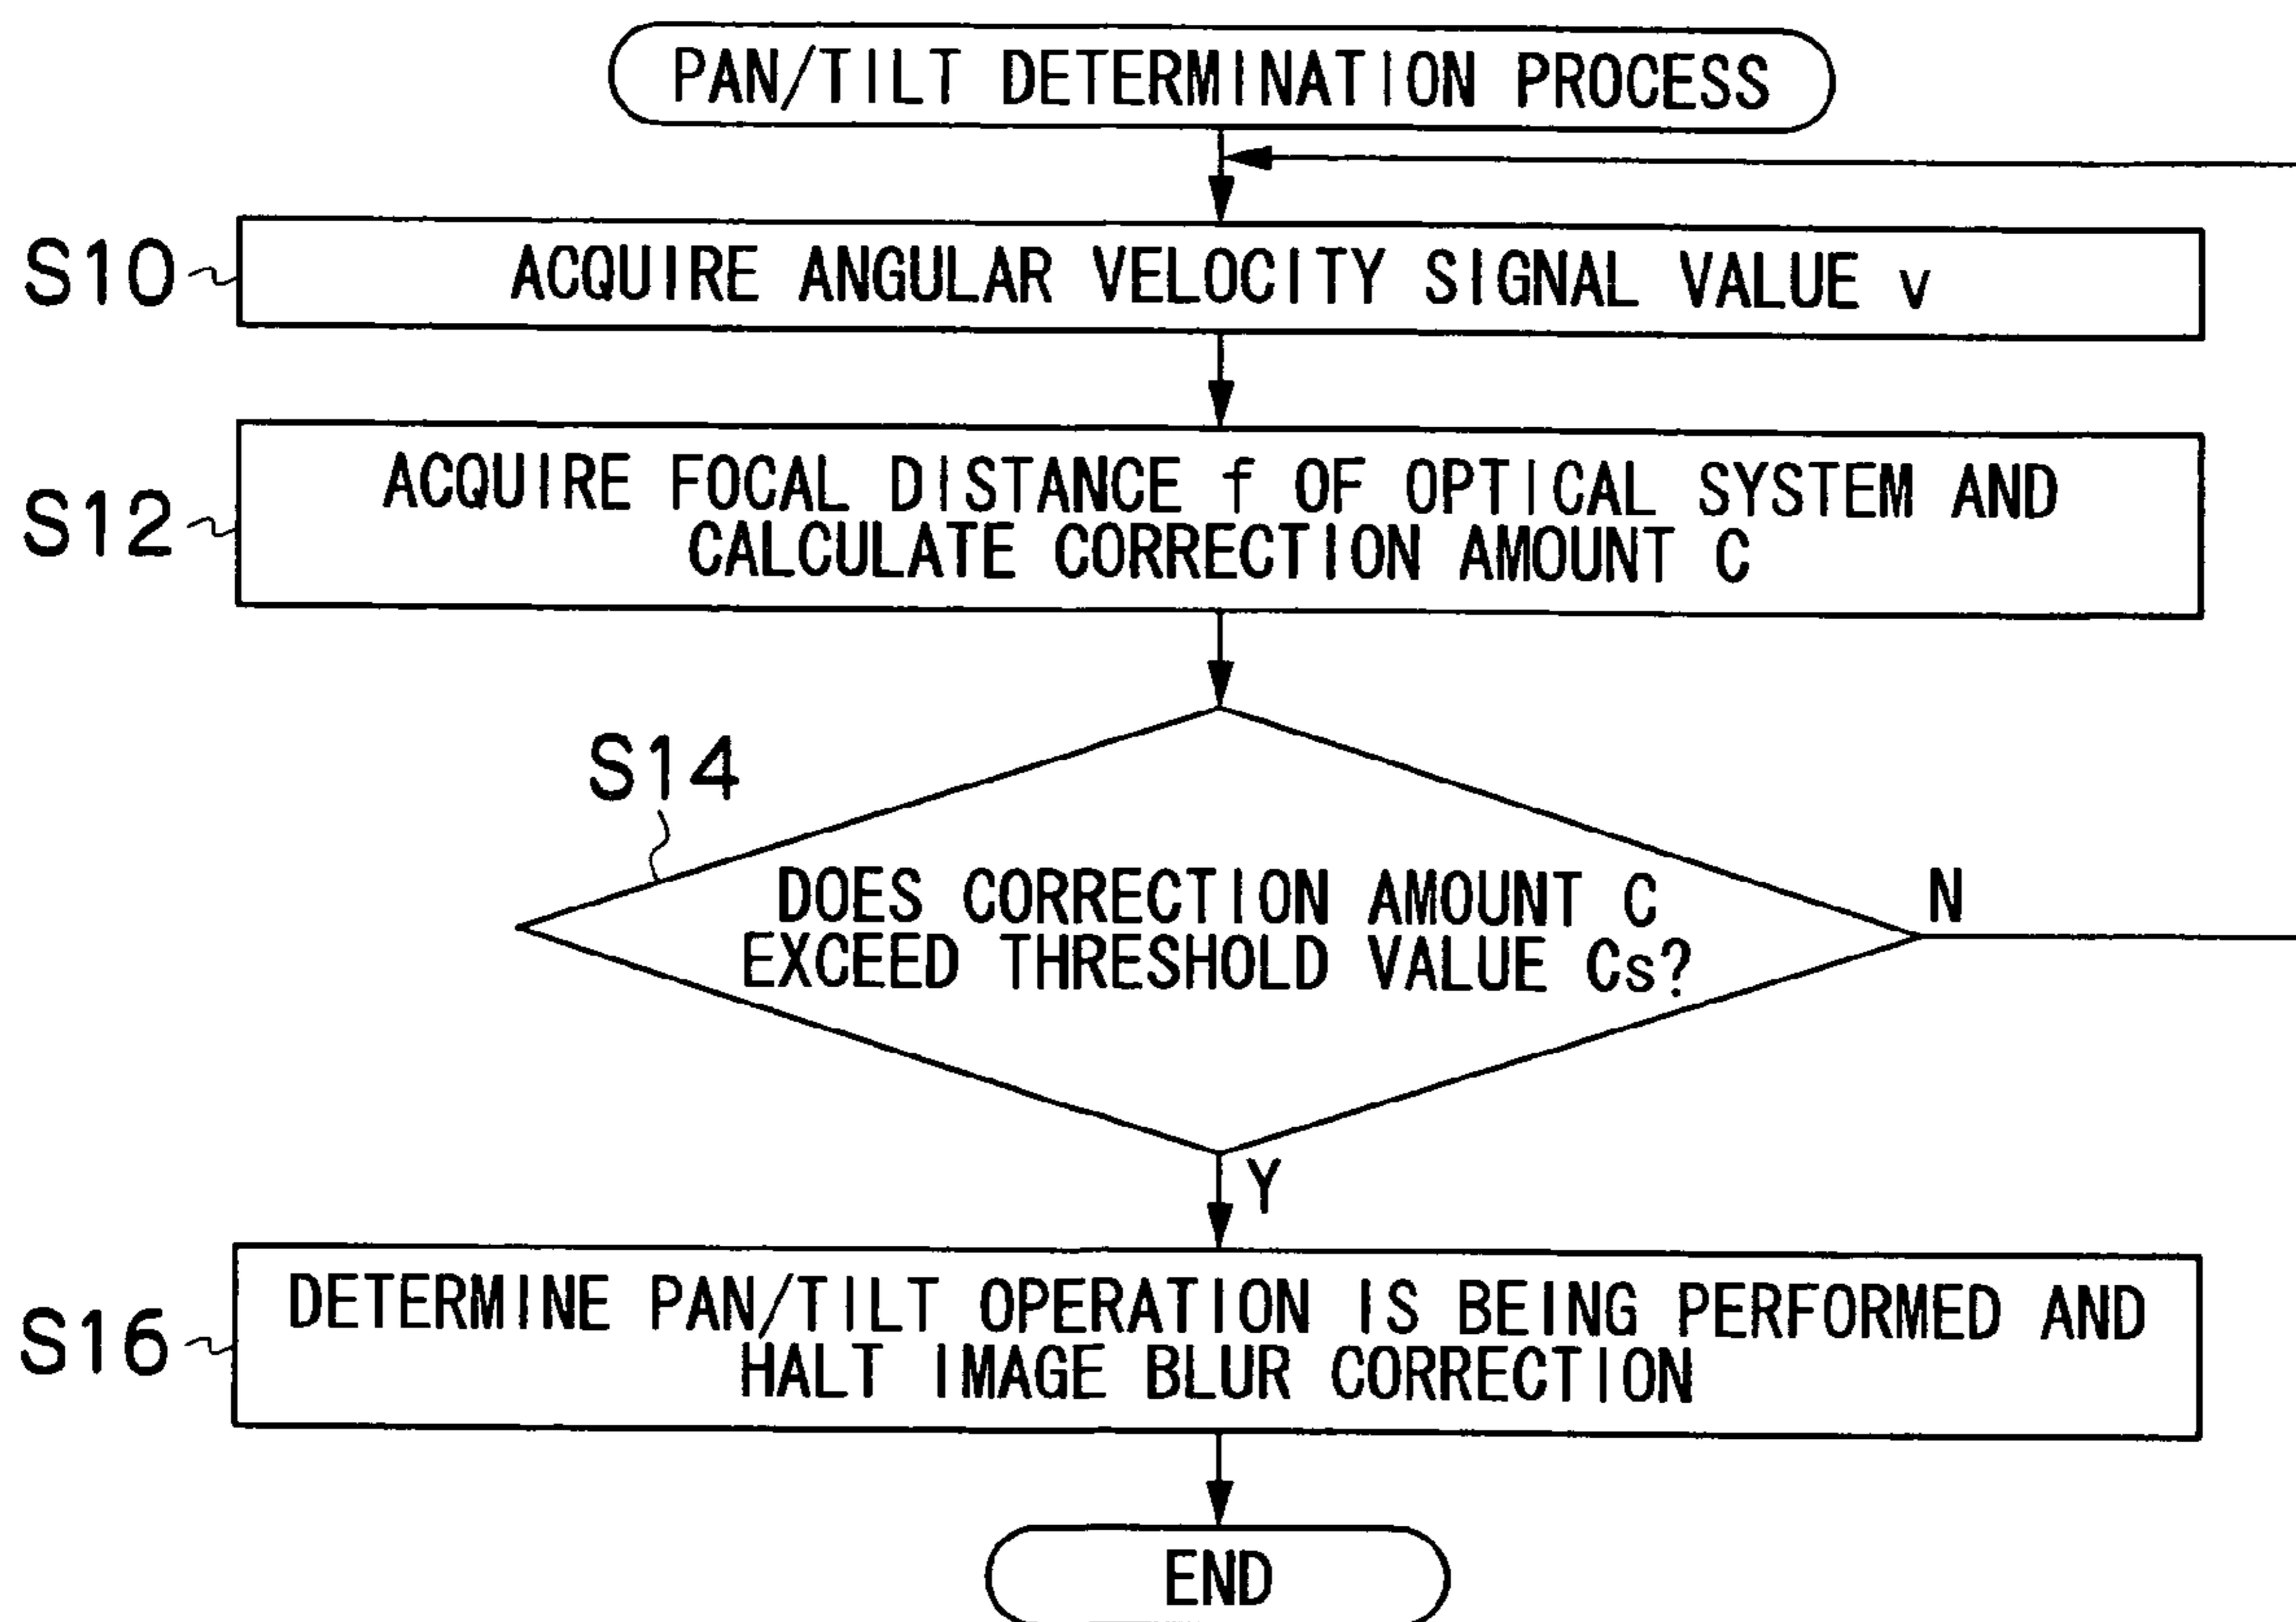 PAN/TILT DETERMINATION PROCESS
S10
ACQUIRE ANGULAR VELOCITY SIGNAL VALUE v
S12
ACQUIRE FOCAL DISTANCE f OF OPTICAL SYSTEM AND
CALCULATE CORRECTION AMOUNT C
S14
DOES CORRECTION AMOUNT C
EXCEED THRESHOLD VALUE Cs?
N
Y
S16
DETERMINE PAN/TILT OPERATION IS BEING PERFORMED AND
HALT IMAGE BLUR CORRECTION
END